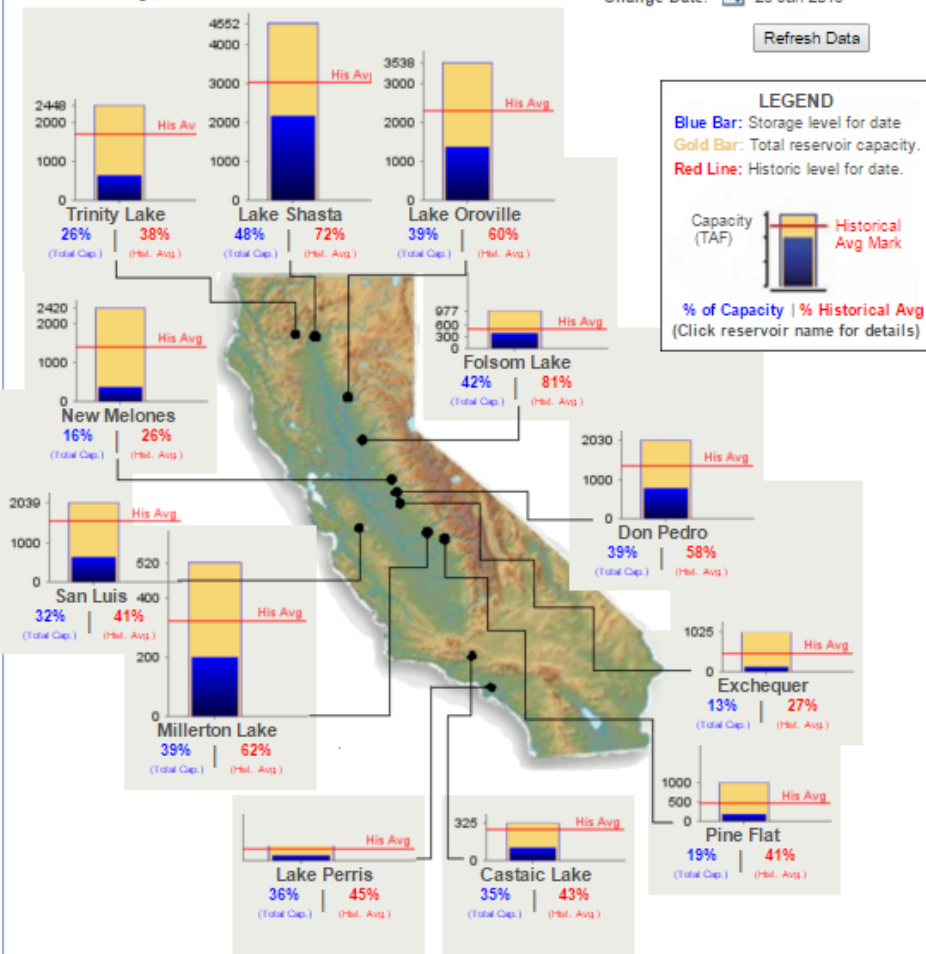 Refresh Data
LEGEND
Blue Bar: Storage level for date
Gold Bar: Total reservoir capacity.
Red Line: Historic level for date.
Capacity
(TAF)
Historical
Avg Mark
% of Capacity | % Historical Avg
(Click reservoir name for details)
2448
2000
1000
0
His Av
Trinity Lake
26% | 38%
(Total Cap.) (Hist. Avg.)
4552
4000
3000
2000
1000
0
His Av
Lake Shasta
48% | 72%
(Total Cap.) (Hist. Avg.)
3538
3000
2000
1000
0
His Avg
Lake Oroville
39% | 60%
(Total Cap.) (Hist. Avg.)
2420
2000
1000
0
His Avg
New Melones
16% | 26%
(Total Cap.) (Hist. Avg.)
977
600
300
0
His Avg
Folsom Lake
42% | 81%
(Total Cap.) (Hist. Avg.)
2030
1000
0
His Avg
Don Pedro
39% | 58%
(Total Cap.) (Hist. Avg.)
2039
1000
0
His Avg
San Luis
32% | 41%
(Total Cap.) (Hist. Avg.)
520
400
200
0
His Avg
Millerton Lake
39% | 62%
(Total Cap.) (Hist. Avg.)
1025
0
His Avg
Exchequer
13% | 27%
(Total Cap.) (Hist. Avg.)
1000
500
0
His Avg
Pine Flat
19% | 41%
(Total Cap.) (Hist. Avg.)
His Avg
Lake Perris
36% | 45%
(Total Cap.) (Hist. Avg.)
325
0
His Avg
Castaic Lake
35% | 43%
(Total Cap.) (Hist. Avg.)